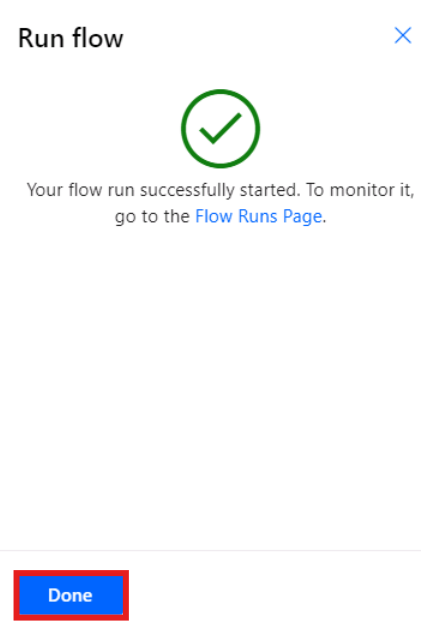 Run flow
Your flow run successfully started. To monitor it,
go to the Flow Runs Page.
Done